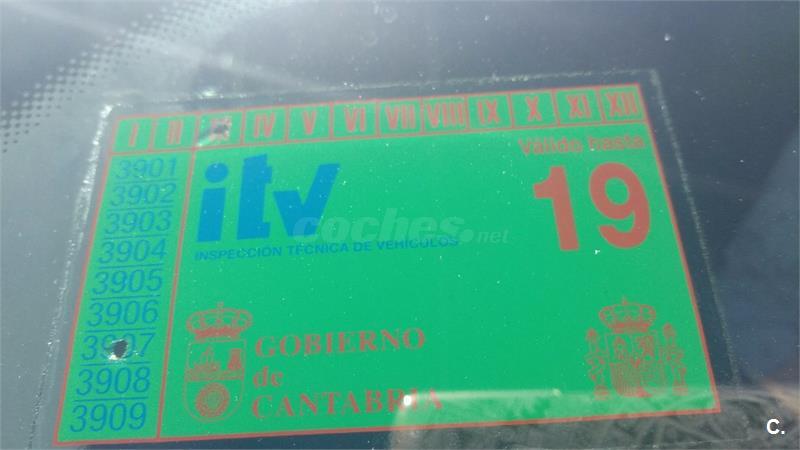 I II III IV V VI VII VIII IX X XI XII
Válido hasta
19
itv
INSPECCIÓN TÉCNICA DE VEHÍCULOS
3901
3902
3903
3904
3905
3906
3907
3908
3909
coches.net
GOBIERNO
de
CANTABRIA
C.